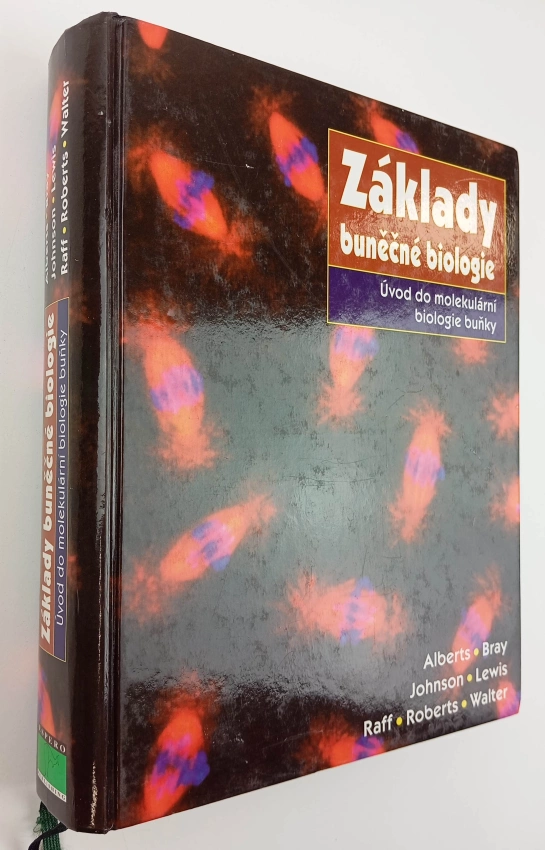 Základy
buněčné biologie
Úvod do molekulární
biologie buňky
Alberts • Bray
Johnson • Lewis
Raff • Roberts • Walter
Johnson • Lewis
Raff • Roberts • Walter
Základy buněčné biologie
Úvod do molekulární biologie buňky